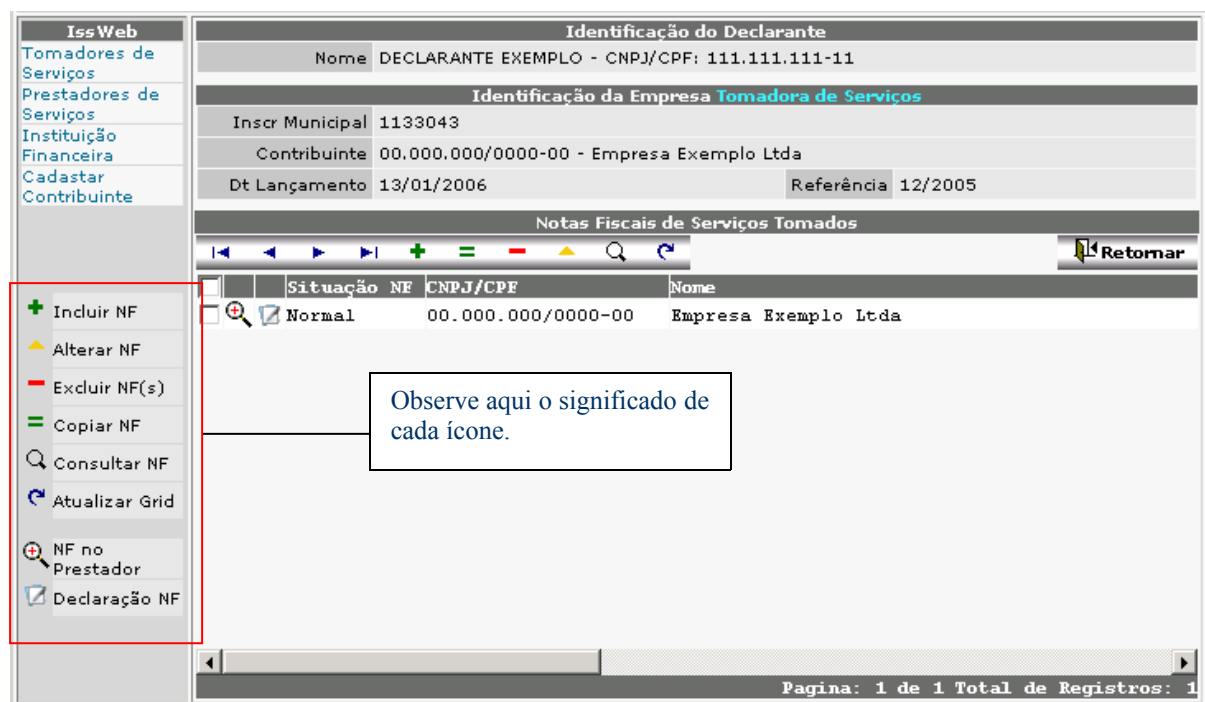 IssWeb
Tomadores de
Serviços
Prestadores de
Serviços
Instituição
Financeira
Cadastar
Contribuinte
Incluir NF
Alterar NF
Excluir NF(s)
Copiar NF
Consultar NF
Atualizar Grid
NF no
Prestador
Declaração NF
Identificação do Declarante
Nome DECLARANTE EXEMPLO - CNPJ/CPF: 111.111.111-11
Identificação da Empresa Tomadora de Serviços
Inscr Municipal 1133043
Contribuinte 00.000.000/0000-00 - Empresa Exemplo Ltda
Dt Lançamento 13/01/2006 Referência 12/2005
Notas Fiscais de Serviços Tomados
Retornar
Situação NF CNPJ/CPF Nome
Normal 00.000.000/0000-00 Empresa Exemplo Ltda
Observe aqui o significado de
cada ícone.
Pagina: 1 de 1 Total de Registros: 1